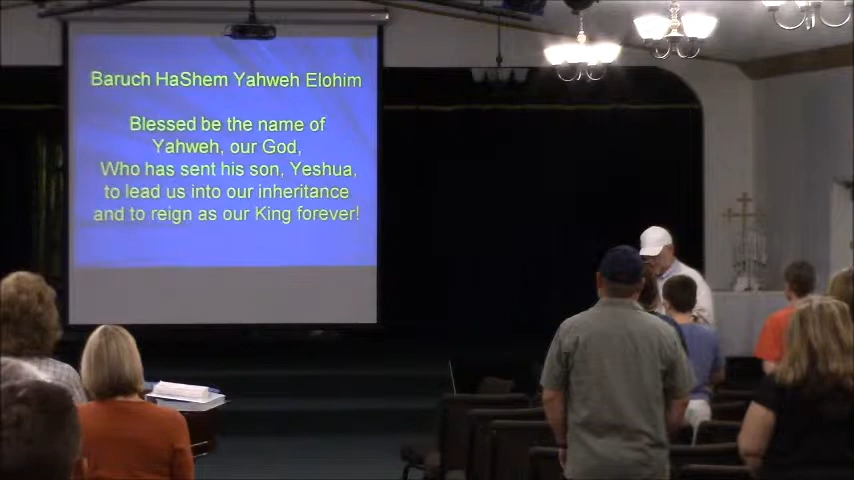 Baruch HaShem Yahweh Elohim
Blessed be the name of
Yahweh, our God,
Who has sent his son, Yeshua,
to lead us into our inheritance
and to reign as our King forever!